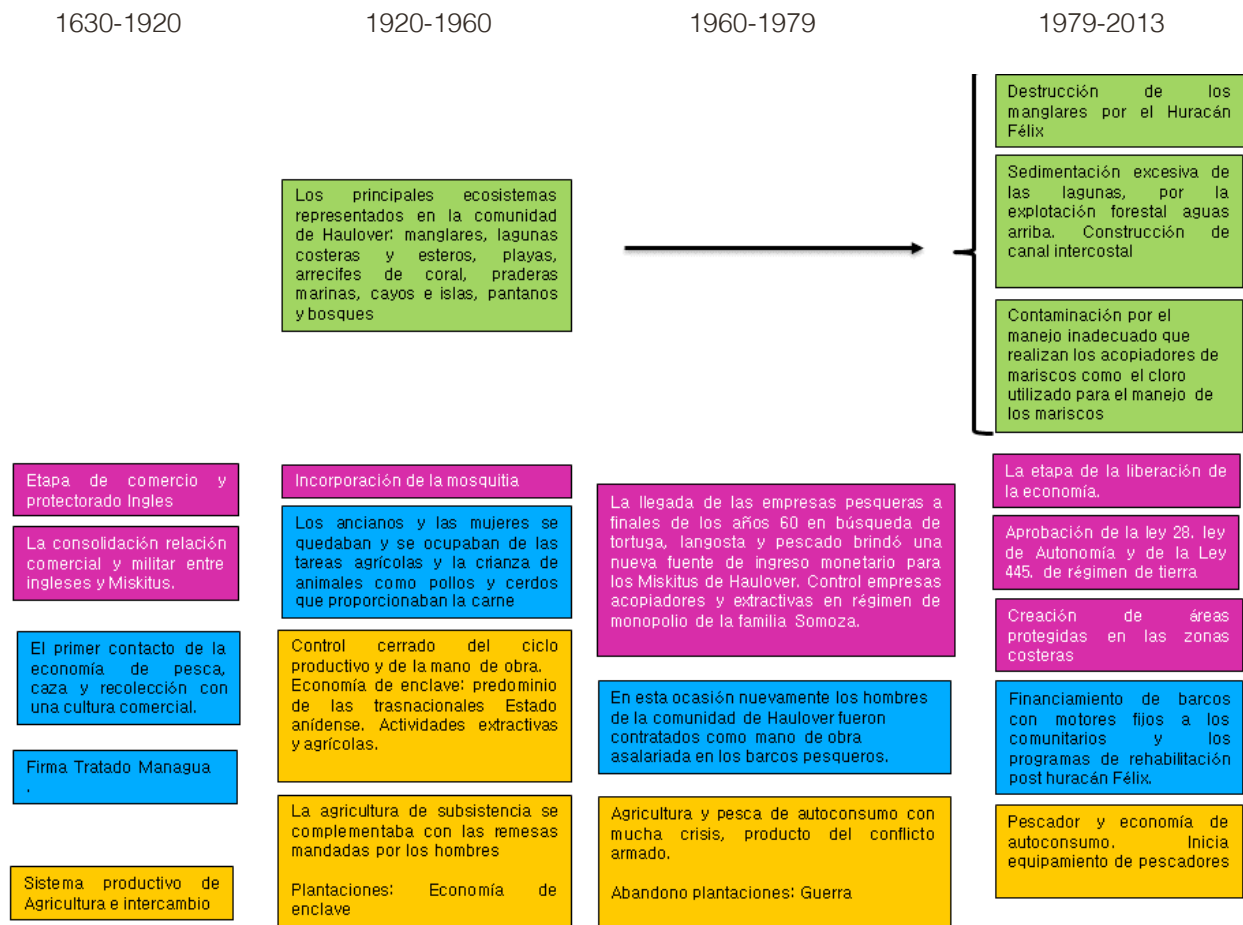 1630-1920
1920-1960
1960-1979
1979-2013
Destrucción de los
manglares por el Huracán
Félix
Los principales ecosistemas
representados en la comunidad
de Haulover: manglares, lagunas
costeras y esteros, playas,
arrecifes de coral, praderas
marinas, cayos e islas, pantanos
y bosques
Sedimentación excesiva de
las lagunas, por la
explotación forestal aguas
arriba. Construcción de
canal intercostal
Contaminación por el
manejo inadecuado que
realizan los acopiadores de
mariscos como el cloro
utilizado para el manejo de
los mariscos
Etapa de comercio y
protectorado Ingles
La consolidación relación
comercial y militar entre
ingleses y Miskitus.
El primer contacto de la
economía de pesca,
caza y recolección con
una cultura comercial.
Firma Tratado Managua
.
Sistema productivo de
Agricultura e intercambio
Incorporación de la mosquitia
Los ancianos y las mujeres se
quedaban y se ocupaban de las
tareas agrícolas y la crianza de
animales como pollos y cerdos
que proporcionaban la carne
Control cerrado del ciclo
productivo y de la mano de obra.
Economía de enclave: predominio
de las trasnacionales Estado
anídense. Actividades extractivas
y agrícolas.
La agricultura de subsistencia se
complementaba con las remesas
mandadas por los hombres
Plantaciones: Economía de
enclave
La llegada de las empresas pesqueras a
finales de los años 60 en búsqueda de
tortuga, langosta y pescado brindó una
nueva fuente de ingreso monetario para
los Miskitus de Haulover. Control empresas
acopiadores y extractivas en régimen de
monopolio de la familia Somoza.
En esta ocasión nuevamente los hombres
de la comunidad de Haulover fueron
contratados como mano de obra
asalariada en los barcos pesqueros.
Agricultura y pesca de autoconsumo con
mucha crisis, producto del conflicto
armado.
Abandono plantaciones: Guerra
La etapa de la liberación de
la economía.
Aprobación de la ley 28. ley
de Autonomía y de la Ley
445. de régimen de tierra
Creación de áreas
protegidas en las zonas
costeras
Financiamiento de barcos
con motores fijos a los
comunitarios y los
programas de rehabilitación
post huracán Félix.
Pescador y economía de
autoconsumo. Inicia
equipamiento de pescadores